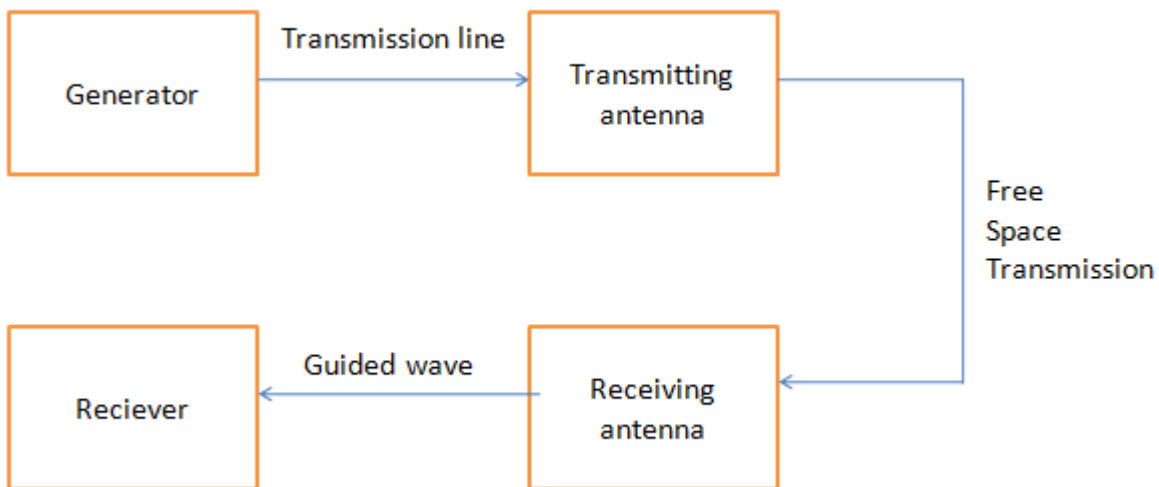 Generator
Transmission line
Transmitting
antenna
Free
Space
Transmission
Receiving
antenna
Guided wave
Reciever